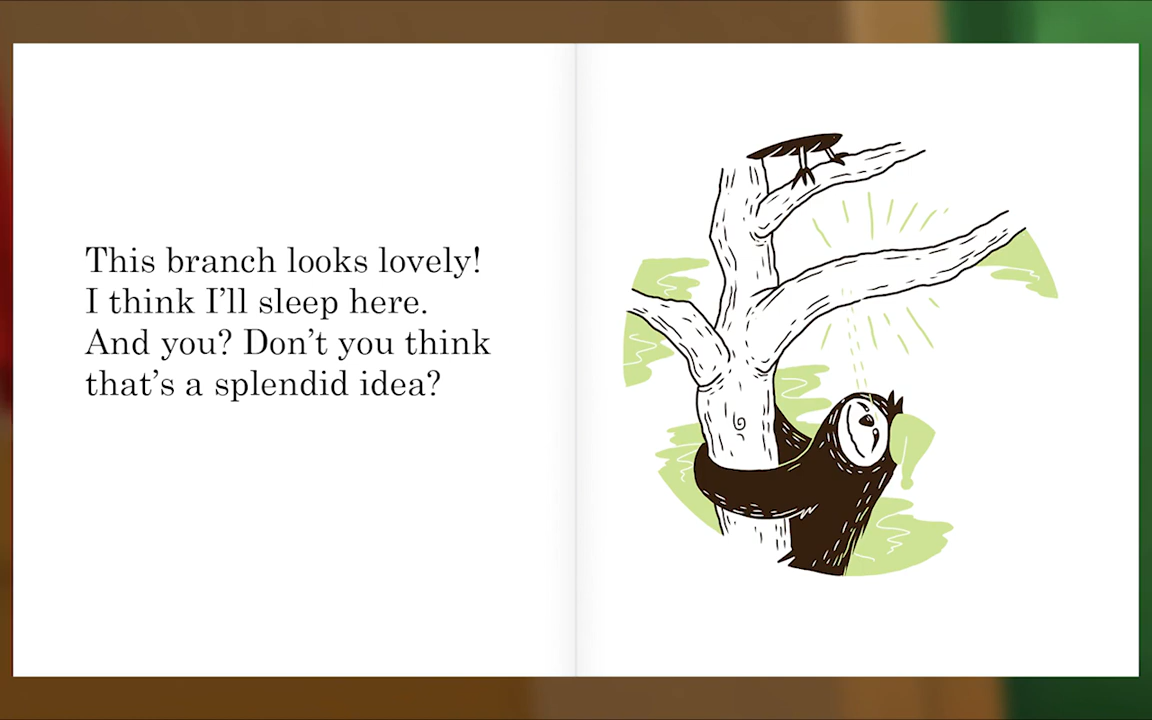 This branch looks lovely!
I think I’ll sleep here.
And you? Don’t you think
that’s a splendid idea?